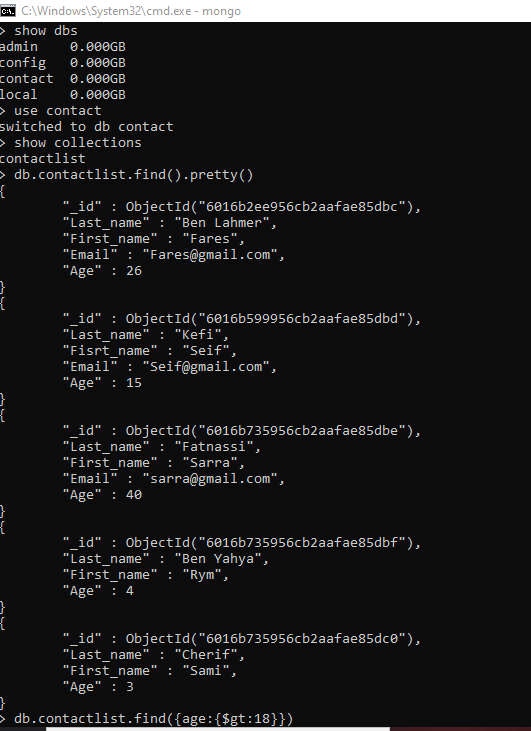 C:\Windows\System32\cmd.exe - mongo
> show dbs
admin    0.000GB
config   0.000GB
contact  0.000GB
local    0.000GB
> use contact
switched to db contact
> show collections
contactlist
> db.contactlist.find().pretty()
{
        "_id" : ObjectId("6016b2ee956cb2aafae85dbc"),
        "Last_name" : "Ben Lahmer",
        "First_name" : "Fares",
        "Email" : "Fares@gmail.com",
        "Age" : 26
}
{
        "_id" : ObjectId("6016b599956cb2aafae85dbd"),
        "Last_name" : "Kefi",
        "Fisrt_name" : "Seif",
        "Email" : "Seif@gmail.com",
        "Age" : 15
}
{
        "_id" : ObjectId("6016b735956cb2aafae85dbe"),
        "Last_name" : "Fatnassi",
        "First_name" : "Sarra",
        "Email" : "sarra@gmail.com",
        "Age" : 40
}
{
        "_id" : ObjectId("6016b735956cb2aafae85dbf"),
        "Last_name" : "Ben Yahya",
        "First_name" : "Rym",
        "Age" : 4
}
{
        "_id" : ObjectId("6016b735956cb2aafae85dc0"),
        "Last_name" : "Cherif",
        "First_name" : "Sami",
        "Age" : 3
}
> db.contactlist.find({age:{$gt:18}})